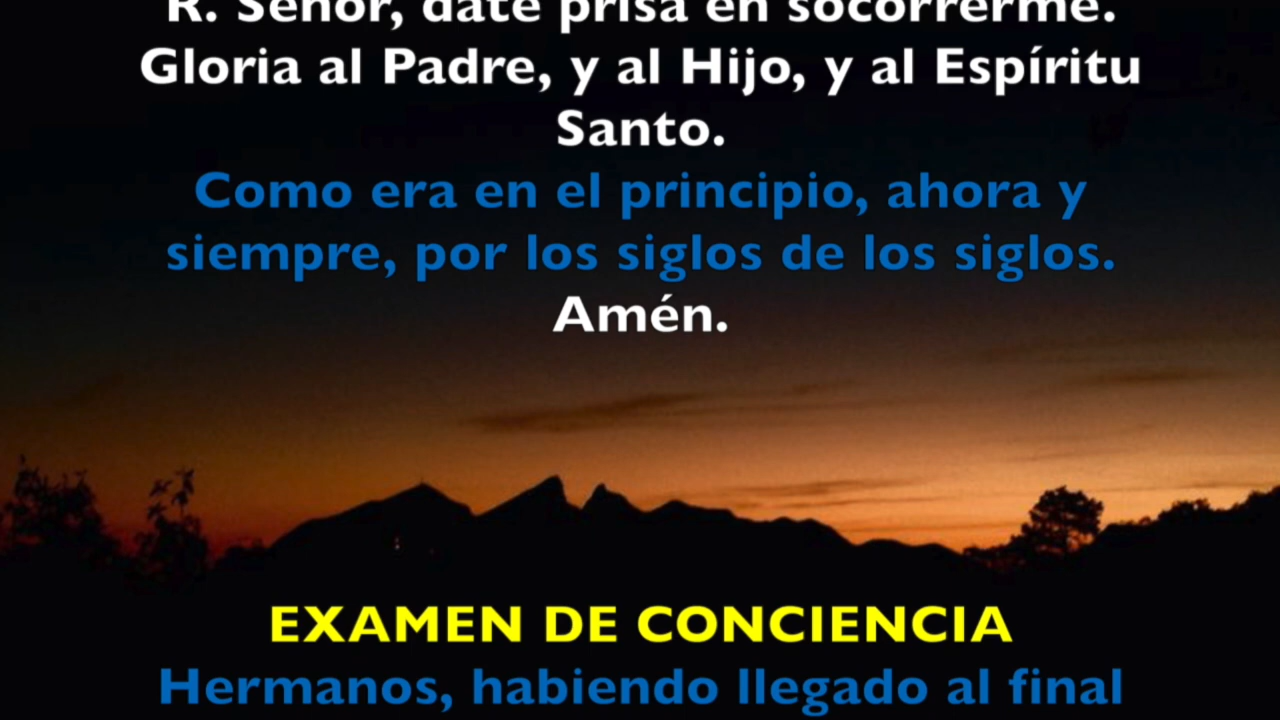 R. Señor, date prisa en socorrerme.
Gloria al Padre, y al Hijo, y al Espíritu
Santo.
Como era en el principio, ahora y
siempre, por los siglos de los siglos.
Amén.
EXAMEN DE CONCIENCIA
Hermanos, habiendo llegado al final